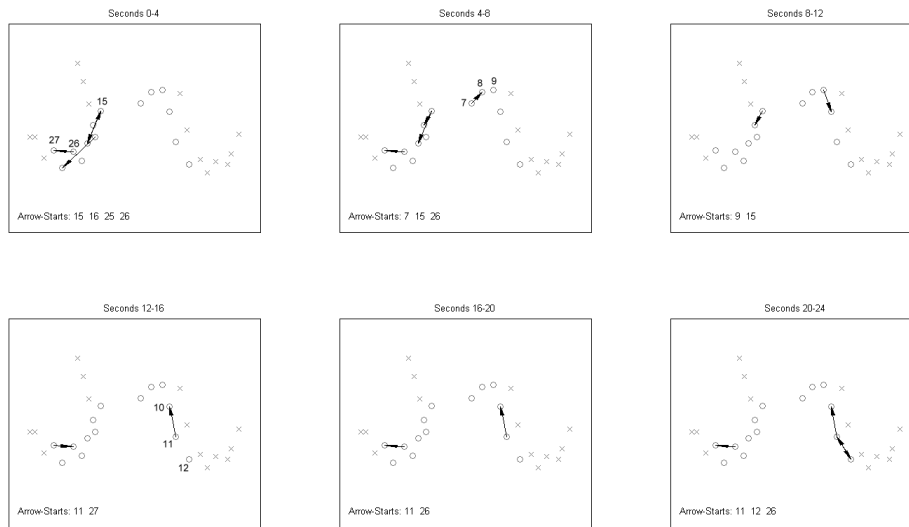 Seconds 0-4
15
27
26
Arrow-Starts: 15 16 25 26
Seconds 4-8
8
9
7
Arrow-Starts: 7 15 26
Seconds 8-12
Arrow-Starts: 9 15
Seconds 12-16
10
11
12
Arrow-Starts: 11 27
Seconds 16-20
Arrow-Starts: 11 26
Seconds 20-24
Arrow-Starts: 11 12 26